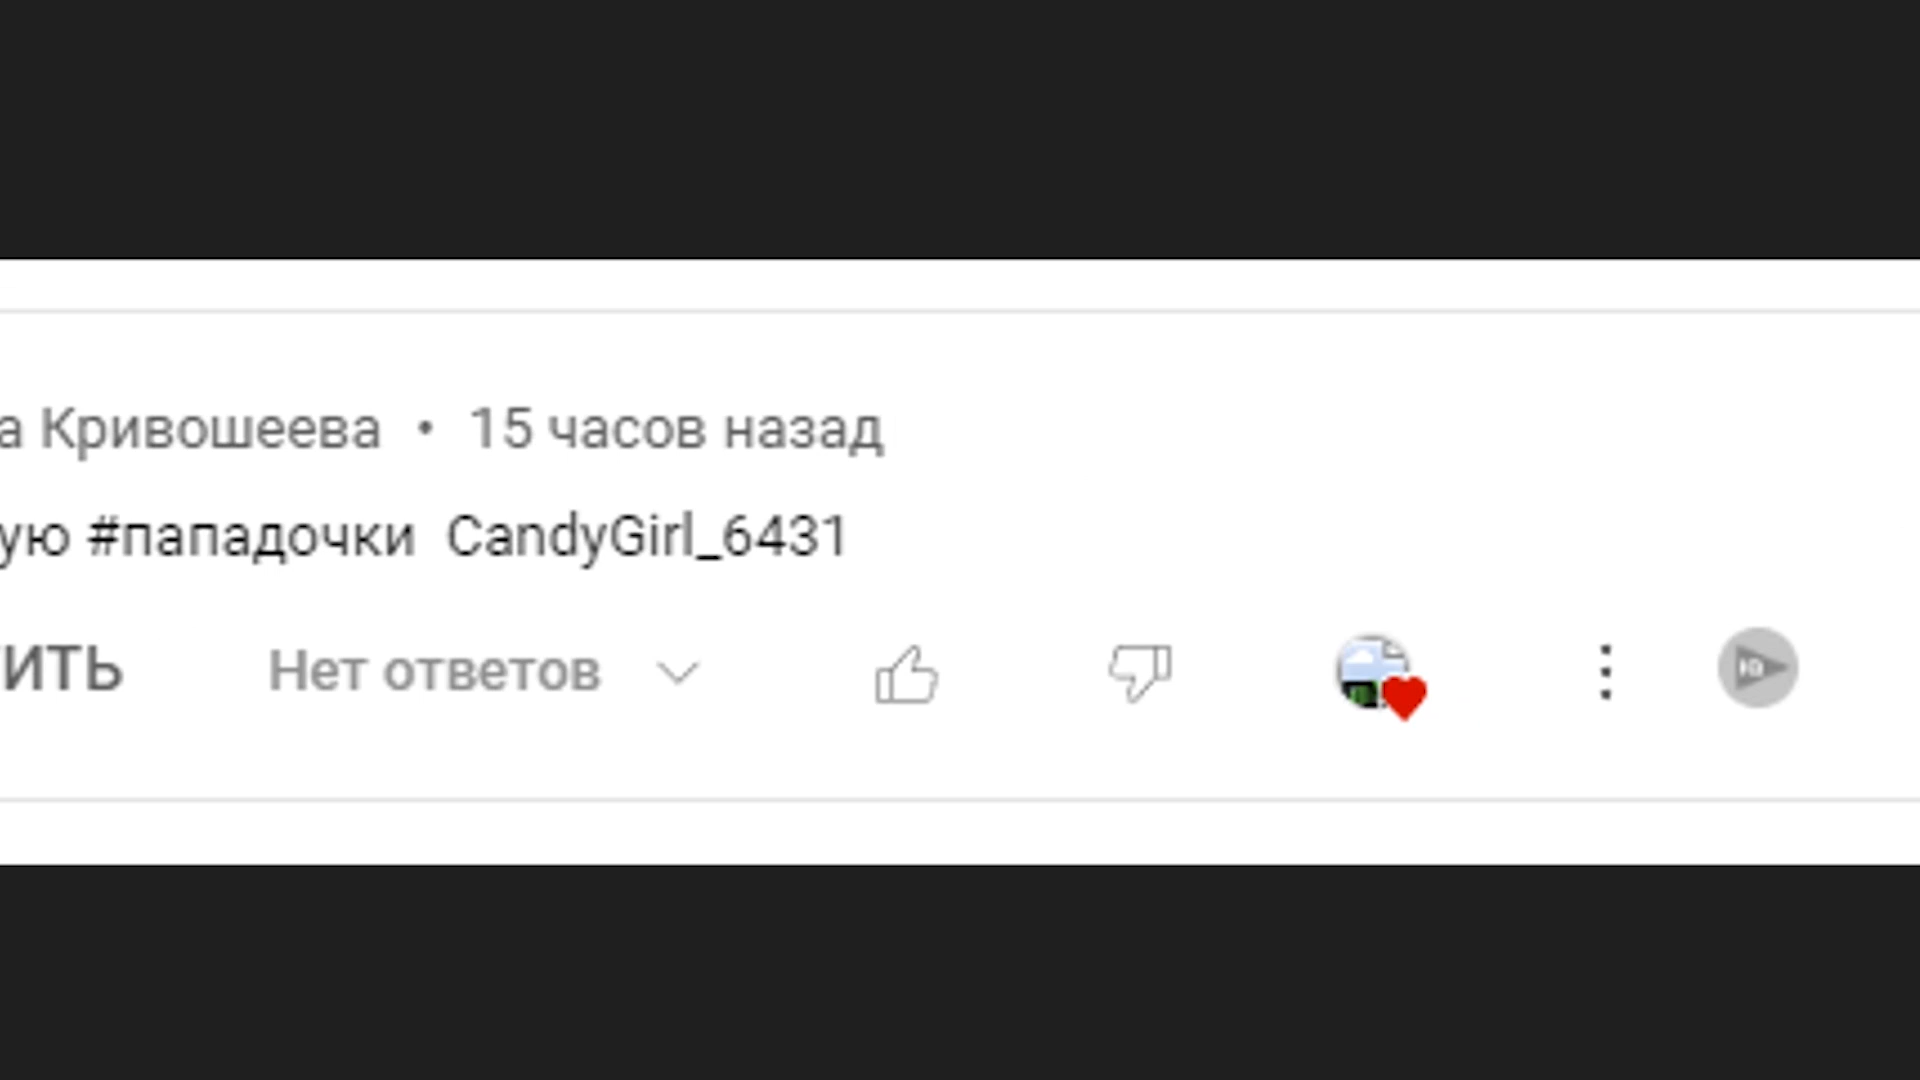 а Кривошеева • 15 часов назад
ую #пападочки CandyGirl_6431
ИТЬ Нет ответов